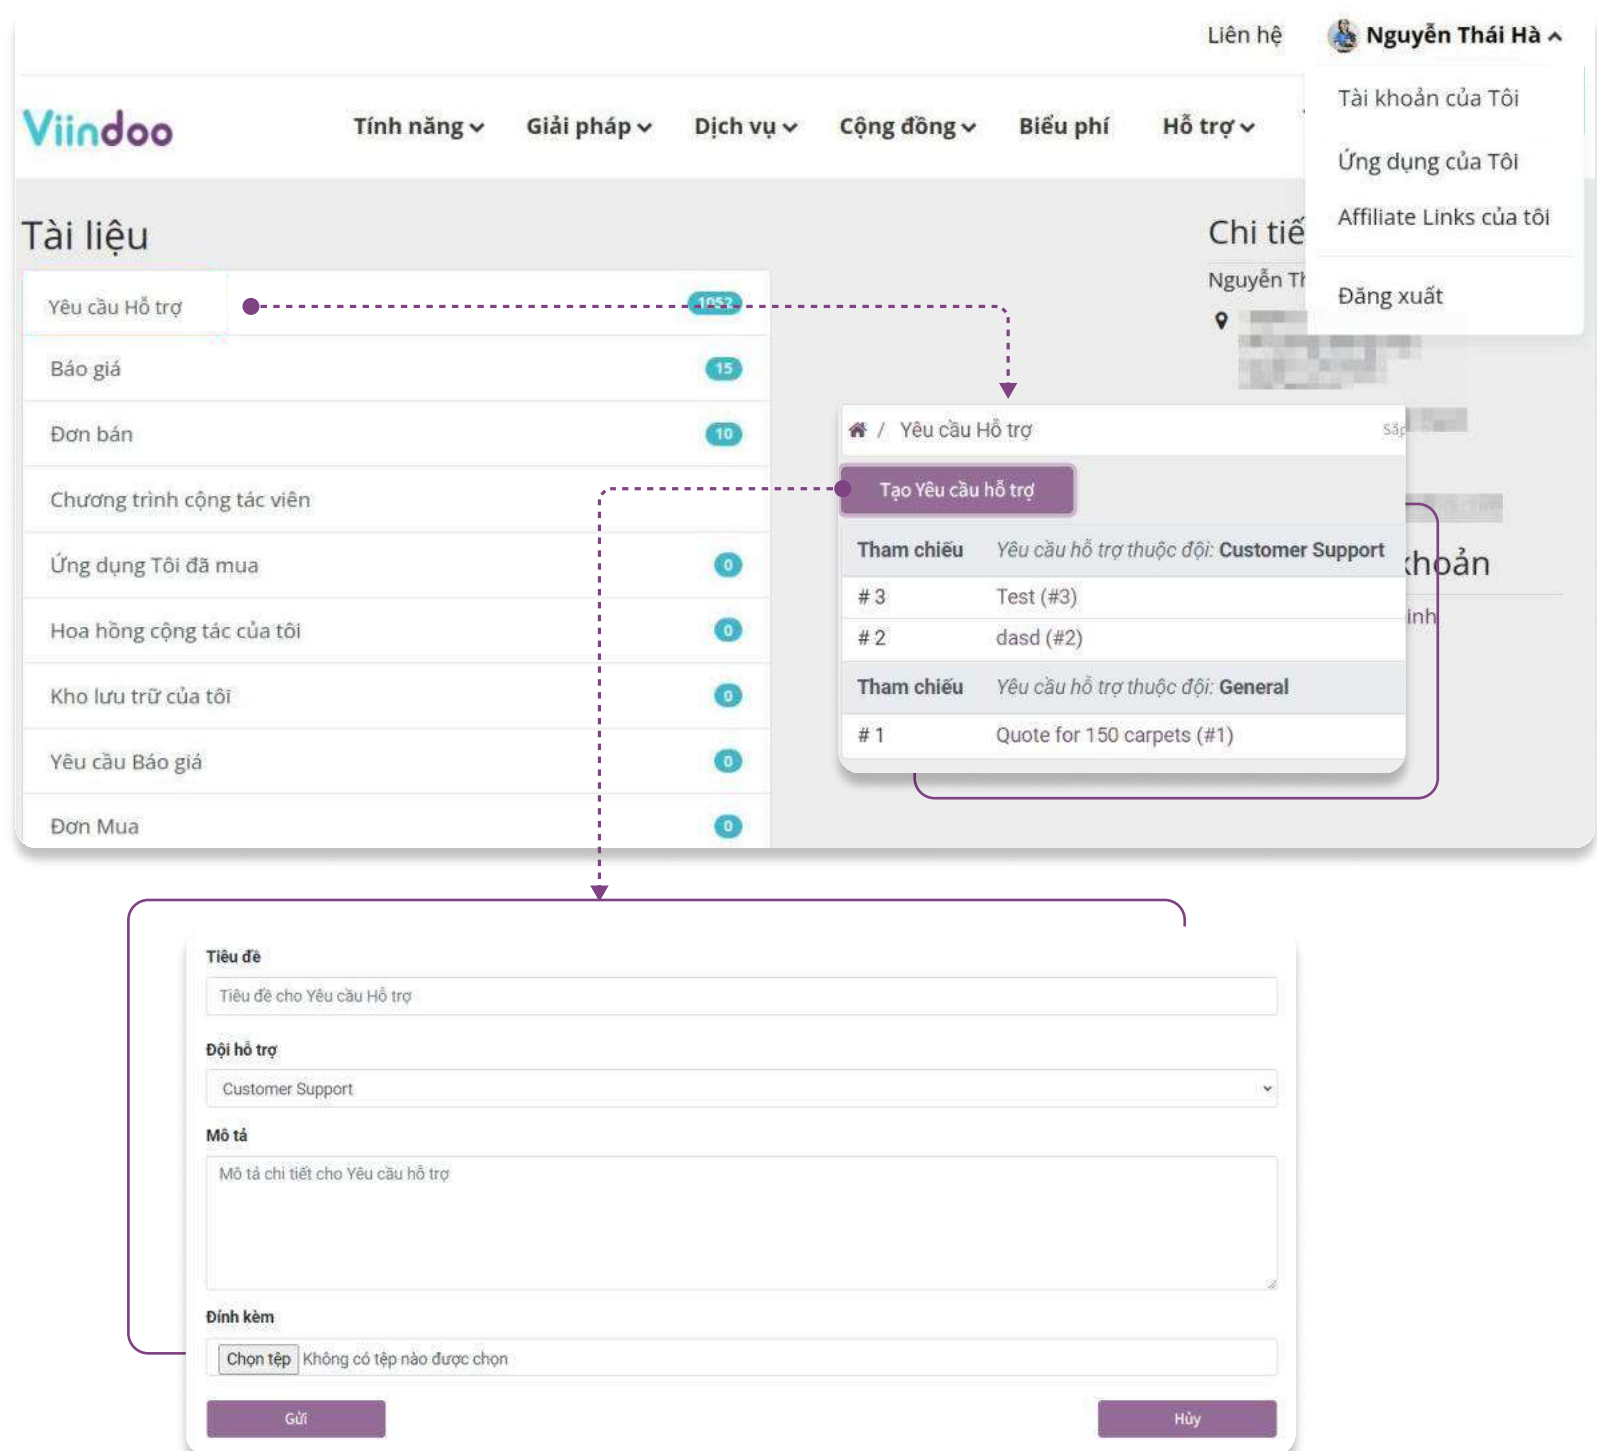 Liên hệ
Nguyễn Thái Hà
Tài khoản của Tôi
Ứng dụng của Tôi
Affiliate Links của tôi
Đăng xuất
Viindoo
Tính năng
Giải pháp
Dịch vụ
Cộng đồng
Biểu phí
Hỗ trợ
Tài liệu
Yêu cầu Hỗ trợ 1052
Báo giá 15
Đơn bán 10
Chương trình cộng tác viên
Ứng dụng Tôi đã mua 0
Hoa hồng cộng tác của tôi 0
Kho lưu trữ của tôi 0
Yêu cầu Báo giá 0
Đơn Mua 0
Chi tiế
Nguyễn Th
/ Yêu cầu Hỗ trợ
Sắp
Tạo Yêu cầu hỗ trợ
Tham chiếu Yêu cầu hỗ trợ thuộc đội: Customer Support
# 3 Test (#3)
# 2 dasd (#2)
Tham chiếu Yêu cầu hỗ trợ thuộc đội: General
# 1 Quote for 150 carpets (#1)
khoản
inh
Tiêu đề
Tiêu đề cho Yêu cầu Hỗ trợ
Đội hỗ trợ
Customer Support
Mô tả
Mô tả chi tiết cho Yêu cầu hỗ trợ
Đính kèm
Chọn tệp Không có tệp nào được chọn
Gửi
Hủy